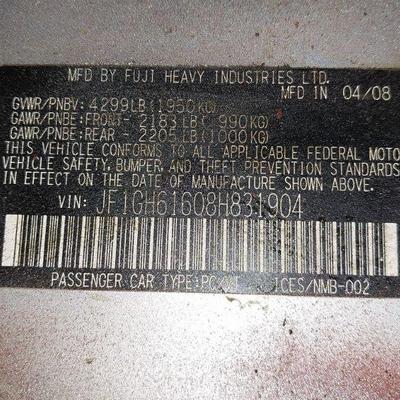 MFD BY FUJI HEAVY INDUSTRIES LTD.
MFD IN 04/08
GVWR/PNBV: 4299LB(1950KG)
GAWR/PNBE: FRONT- 2183LB( 990KG)
GAWR/PNBE: REAR - 2205LB(1000KG)
THIS VEHICLE CONFORMS TO ALL APPLICABLE FEDERAL MOTO
VEHICLE SAFETY, BUMPER, AND THEFT PREVENTION STANDARDS
IN EFFECT ON THE DATE OF MANUFACTURE SHOWN ABOVE.
VIN: JF1GH61608H831904
PASSENGER CAR TYPE: CES/NMB-002